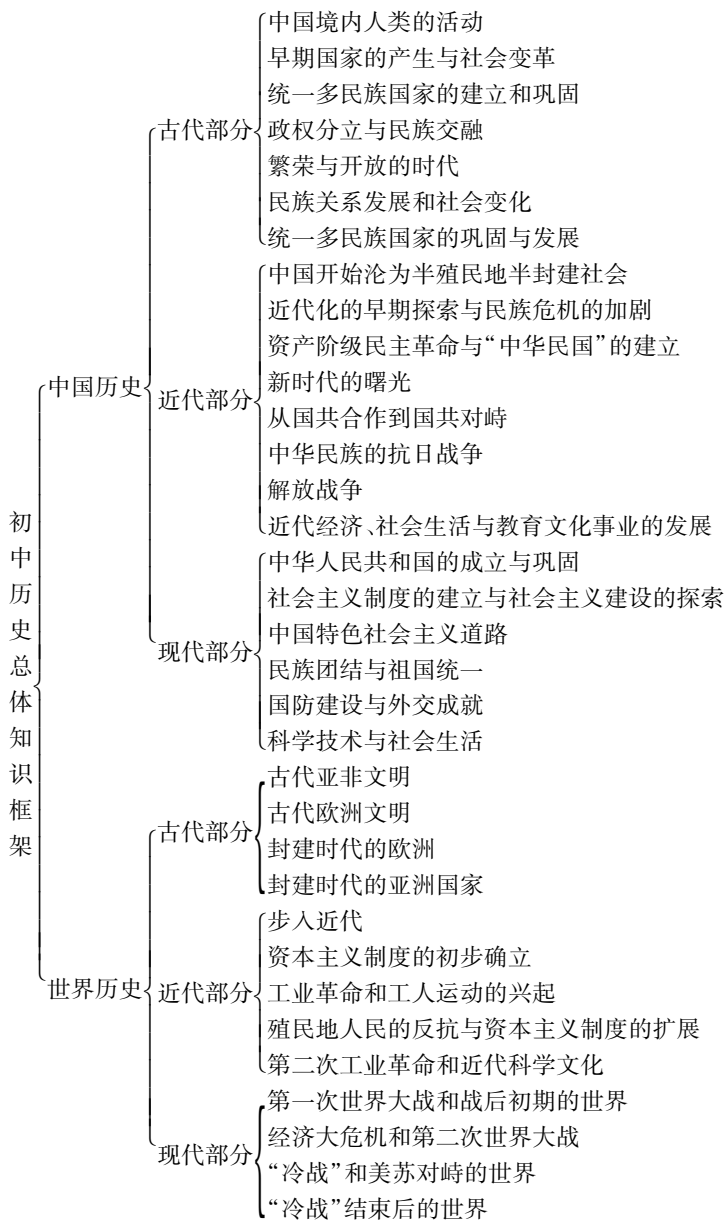 初中历史总体知识框架
中国历史
古代部分
中国境内人类的活动
早期国家的产生与社会变革
统一多民族国家的建立和巩固
政权分立与民族交融
繁荣与开放的时代
民族关系发展和社会变化
统一多民族国家的巩固与发展
近代部分
中国开始沦为半殖民地半封建社会
近代化的早期探索与民族危机的加剧
资产阶级民主革命与“中华民国”的建立
新时代的曙光
从国共合作到国共对峙
中华民族的抗日战争
解放战争
近代经济、社会生活与教育文化事业的发展
现代部分
中华人民共和国的成立与巩固
社会主义制度的建立与社会主义建设的探索
中国特色社会主义道路
民族团结与祖国统一
国防建设与外交成就
科学技术与社会生活
世界历史
古代部分
古代亚非文明
古代欧洲文明
封建时代的欧洲
封建时代的亚洲国家
近代部分
步入近代
资本主义制度的初步确立
工业革命和工人运动的兴起
殖民地人民的反抗与资本主义制度的扩展
第二次工业革命和近代科学文化
现代部分
第一次世界大战和战后初期的世界
经济大危机和第二次世界大战
“冷战”和美苏对峙的世界
“冷战”结束后的世界